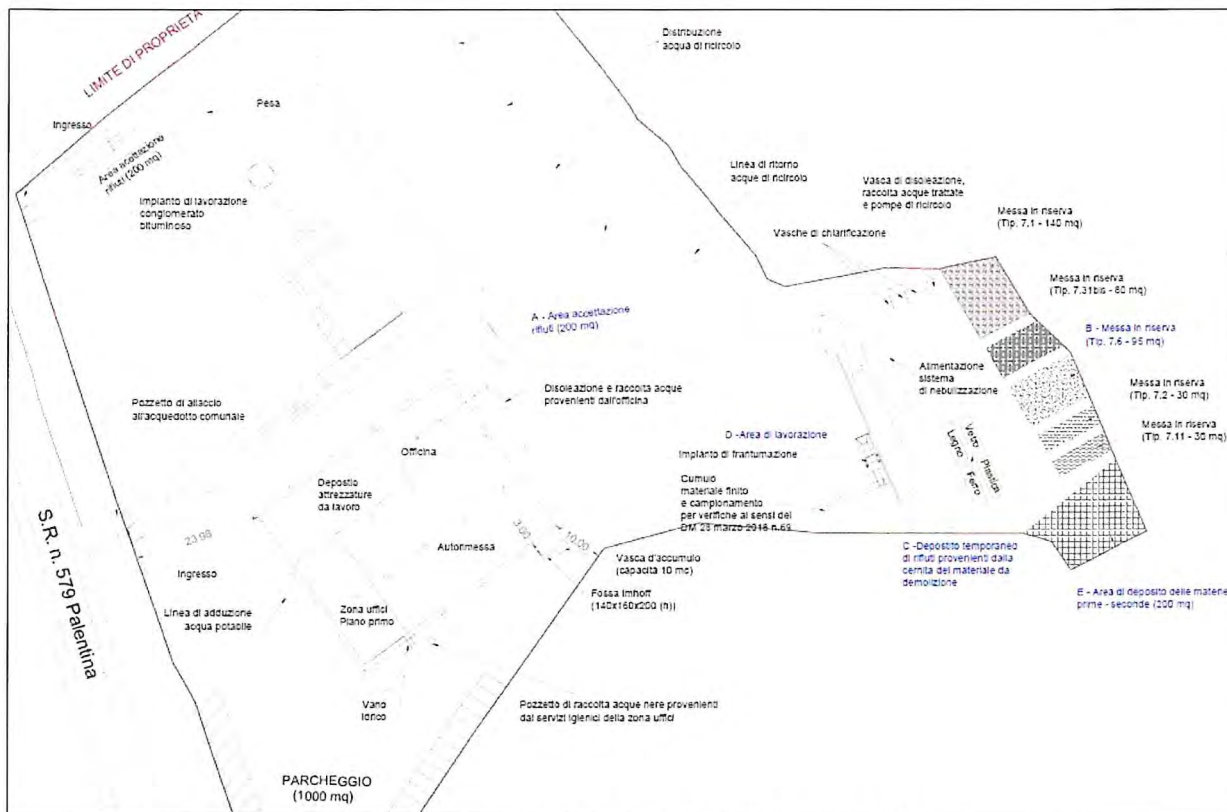 LIMITE DI PROPRIETA
Ingresso
Pesa
Area accettazione
rifiuti (200 mq)
Impianto di lavorazione
conglomerato
bituminoso
Distribuzione
acqua di ricircolo
Linea di ritorno
acque di ricircolo
Vasca di disoleazione,
raccolta acque trattate
e pompe di ricircolo
Vasche di chiarificazione
Messa in riserva
(Tip. 7.1 - 140 mq)
Messa in riserva
(Tip. 7.31bis - 60 mq)
B - Messa in riserva
(Tip. 7.6 - 95 mq)
Messa in riserva
(Tip. 7.2 - 30 mq)
Messa in riserva
(Tip. 7.11 - 30 mq)
A - Area accettazione
rifiuti (200 mq)
Alimentazione
sistema
di nebulizzazione
Disoleazione e raccolta acque
provenienti dall'officina
Pozzetto di allaccio
all'acquedotto comunale
D -Area di lavorazione
Impianto di frantumazione
Vetro
Plastica
Legno
Ferro
Officina
Deposito
attrezzature
da lavoro
Cumulo
materiale finito
e campionamento
per verifiche ai sensi del
DM 28 marzo 2018 n.69
23.98
3.00
10.00
Autorimessa
Ingresso
Vasca d'accumulo
(capacità 10 mc)
Fossa Imhoff
(140x160x200 (h))
C -Deposito temporaneo
di rifiuti provenienti dalla
cernita del materiale da
demolizione
E - Area di deposito delle materie
prime - seconde (200 mq)
S.R. n. 579 Palentina
Linea di adduzione
acqua potabile
Zona uffici
Piano primo
Vano
idrico
Pozzetto di raccolta acque nere provenienti
dai servizi igienici della zona uffici
PARCHEGGIO
(1000 mq)